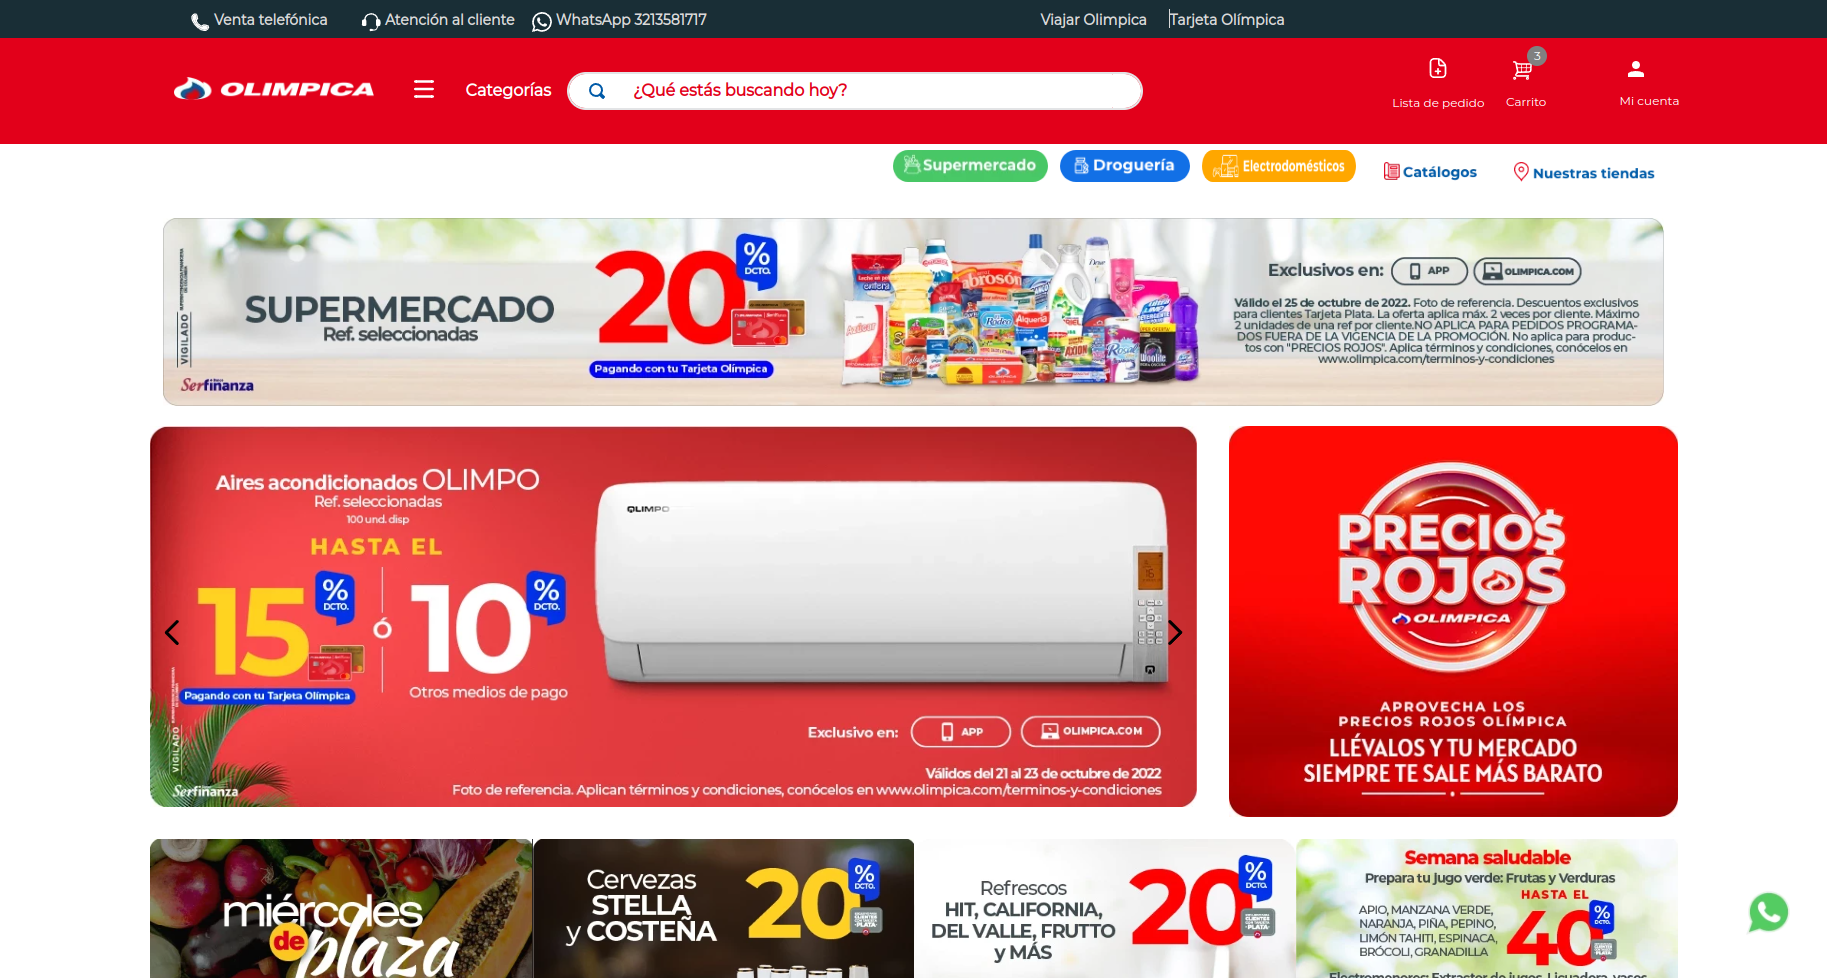 Venta telefónica
Atención al cliente
WhatsApp 3213581717
Viajar Olimpica
Tarjeta Olímpica
OLIMPICA
Categorías
¿Qué estás buscando hoy?
Lista de pedido
3
Carrito
Mi cuenta
Supermercado
Droguería
Electrodomésticos
Catálogos
Nuestras tiendas
VIGILADO
SUPERMERCADO
Ref. seleccionadas
20
%
DCTO.
Pagando con tu Tarjeta Olímpica
Serfinanza
Exclusivos en:
APP
OLIMPICA.COM
Válido el 25 de octubre de 2022. Foto de referencia. Descuentos exclusivos
para clientes Tarjeta Plata. La oferta aplica máx. 2 veces por cliente. Máximo
2 unidades de una ref por cliente.NO APLICA PARA PEDIDOS PROGRAMA-
DOS FUERA DE LA VIGENCIA DE LA PROMOCIÓN. No aplica para produc-
tos con "PRECIOS ROJOS". Aplica términos y condiciones, conócelos en
www.olimpica.com/terminos-y-condiciones
Aires acondicionados OLIMPO
Ref. seleccionadas
100 und. disp
HASTA EL
15
%
DCTO.
ó
10
%
DCTO.
Pagando con tu Tarjeta Olímpica
Otros medios de pago
OLIMPO
VIGILADO
Serfinanza
Exclusivo en:
APP
OLIMPICA.COM
Válidos del 21 al 23 de octubre de 2022
Foto de referencia. Aplican términos y condiciones, conócelos en www.olimpica.com/terminos-y-condiciones
PRECIO$
ROJOS
OLIMPICA
APROVECHA LOS
PRECIOS ROJOS OLÍMPICA
LLÉVALOS Y TU MERCADO
SIEMPRE TE SALE MÁS BARATO
miércoles
de
plaza
Cervezas
STELLA
y COSTEÑA
20
%
DCTO.
PLATA
Refrescos
HIT, CALIFORNIA,
DEL VALLE, FRUTTO
y MÁS
20
%
DCTO.
CLIENTES
PLATA
Semana saludable
Prepara tu jugo verde: Frutas y Verduras
HASTA EL
APIO, MANZANA VERDE,
NARANJA, PIÑA, PEPINO,
LIMÓN TAHITI, ESPINACA,
BRÓCOLI, GRANADILLA
40
%
DCTO.
PLATA
Electromenores: Extractor de jugos, Licuadora, vasos